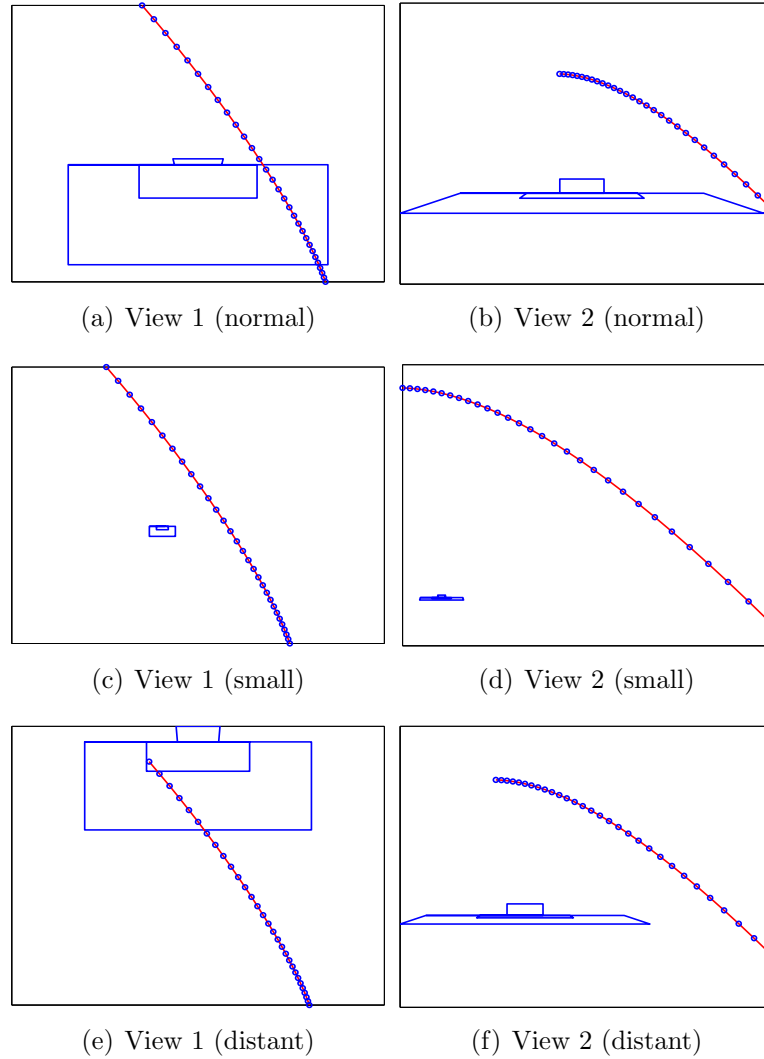 (a) View 1 (normal)
(b) View 2 (normal)
(c) View 1 (small)
(d) View 2 (small)
(e) View 1 (distant)
(f) View 2 (distant)